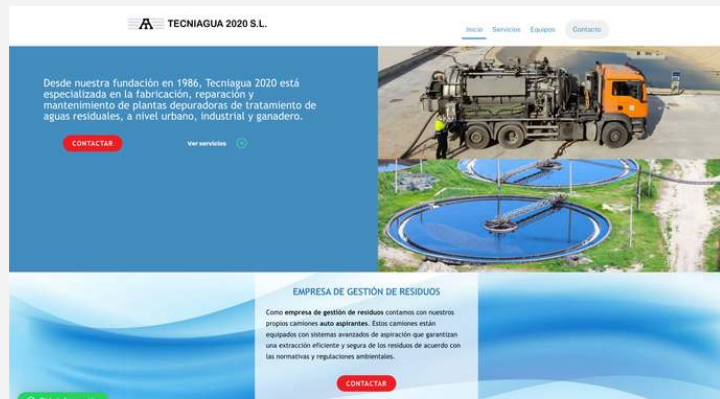 TECNIAGUA 2020 S.L.
Inicio Servicios Equipos Contacto
Desde nuestra fundación en 1986, Tecniagua 2020 está
especializada en la fabricación, reparación y
mantenimiento de plantas depuradoras de tratamiento de
aguas residuales, a nivel urbano, industrial y ganadero.
CONTACTAR Ver servicios
EMPRESA DE GESTIÓN DE RESIDUOS
Como empresa de gestión de residuos contamos con nuestros
propios camiones auto aspirantes. Estos camiones están
equipados con sistemas avanzados de aspiración que garantizan
una extracción eficiente y segura de los residuos de acuerdo con
las normativas y regulaciones ambientales.
CONTACTAR